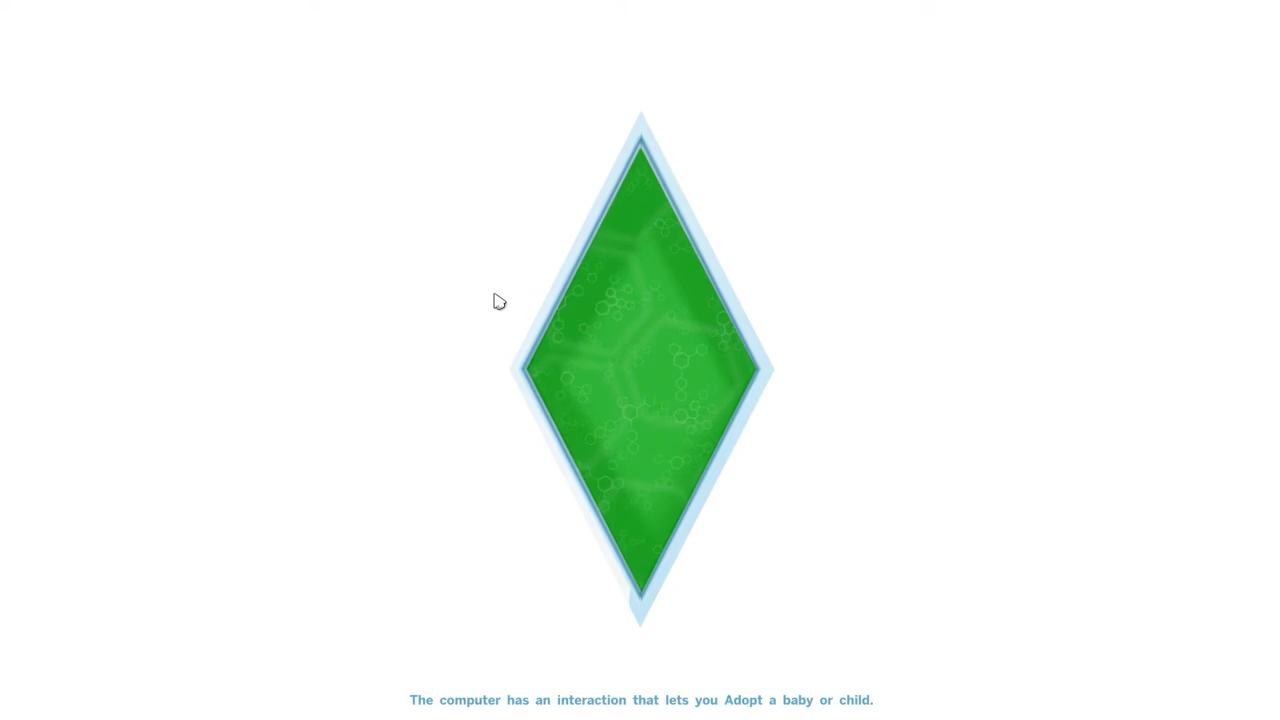 The computer has an interaction that lets you Adopt a baby or child.